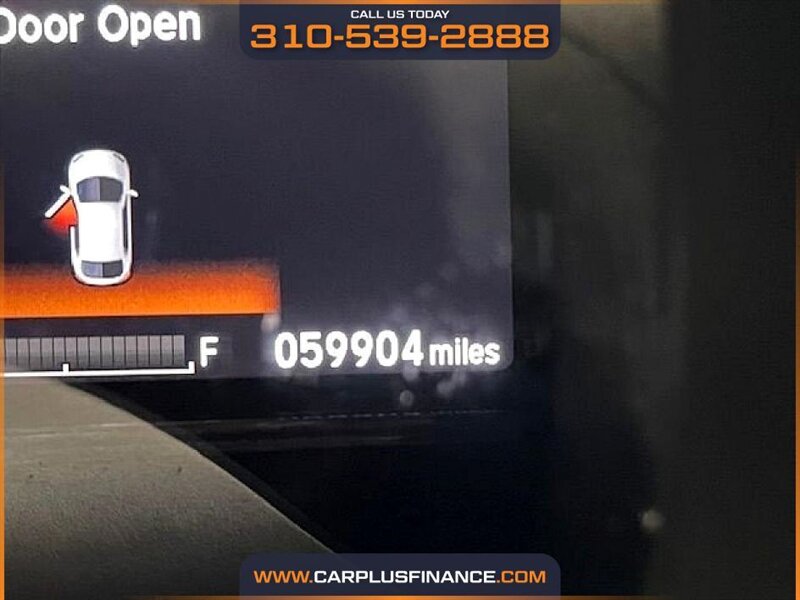 CALL US TODAY
310-539-2888
Door Open
F
059904 miles
WWW.CARPLUSFINANCE.COM